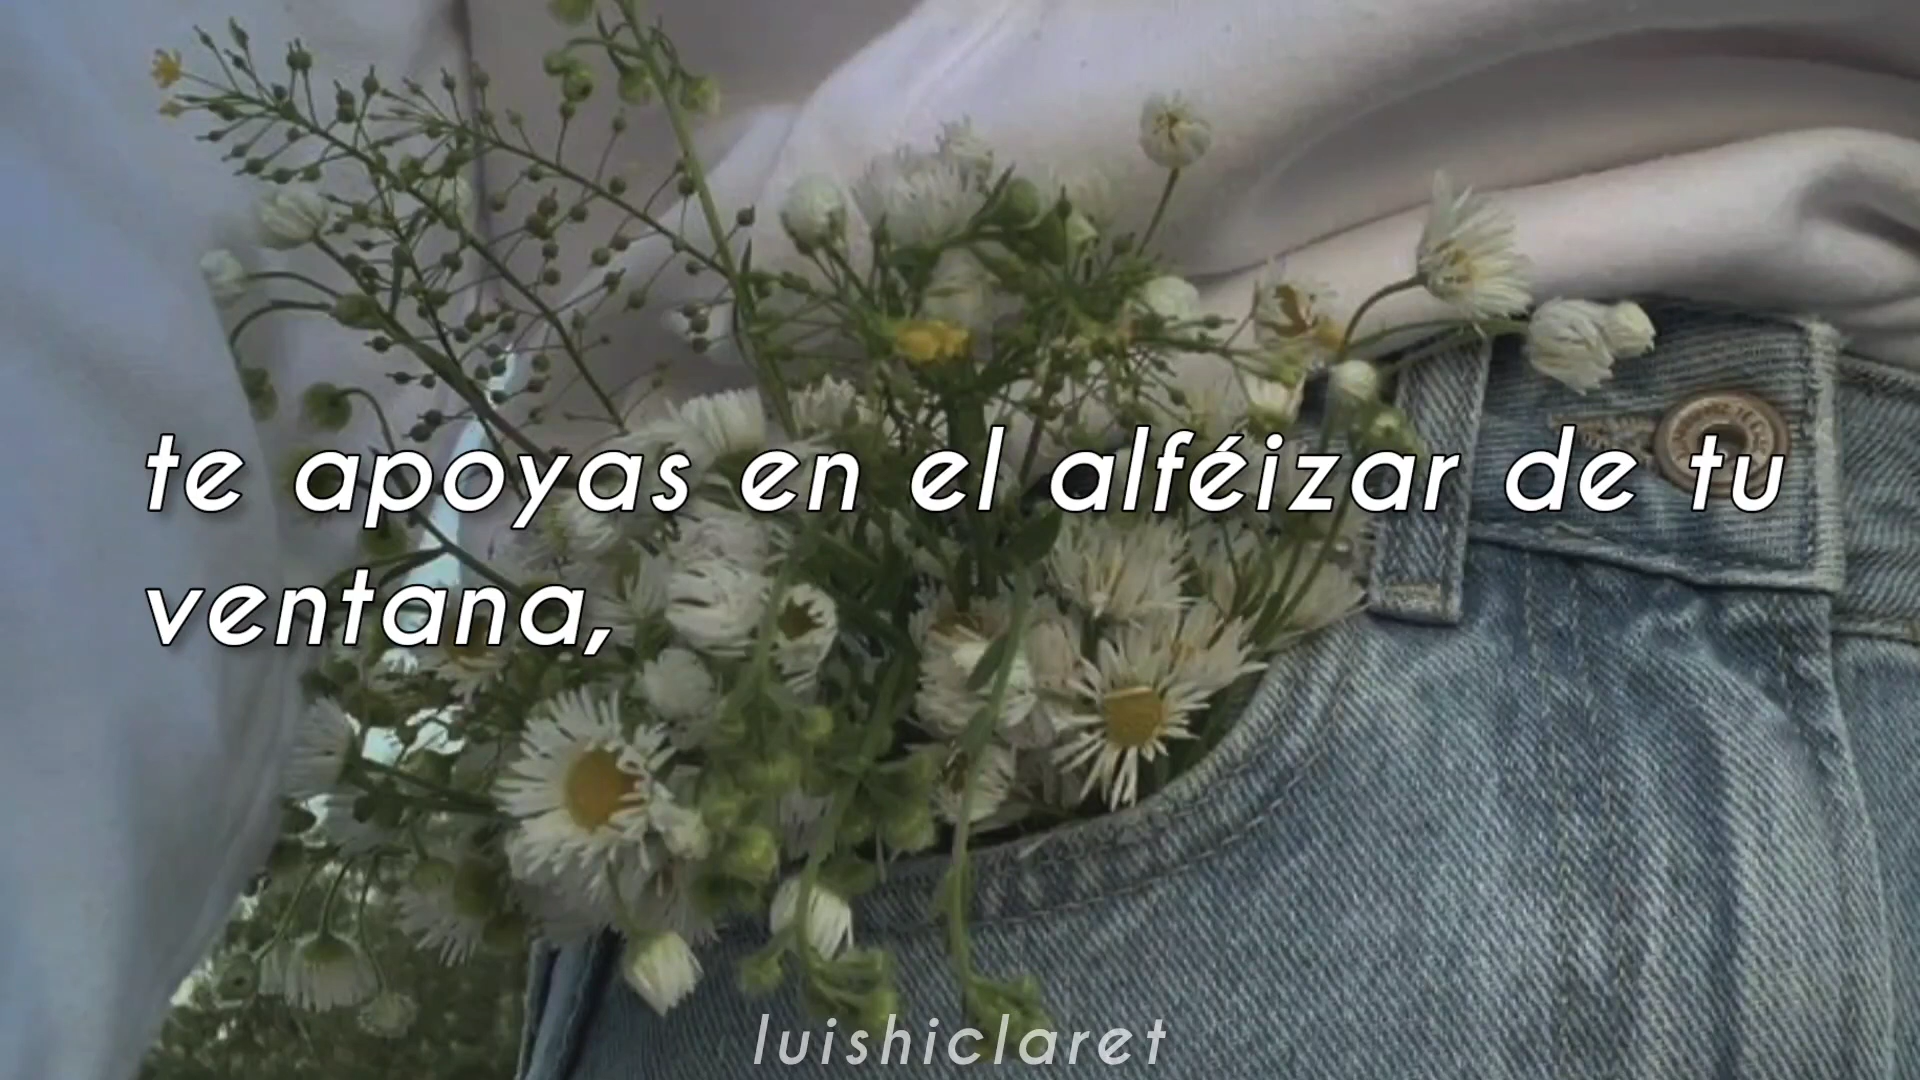 te apoyas en el alféizar de tu
ventana,
luishiclaret